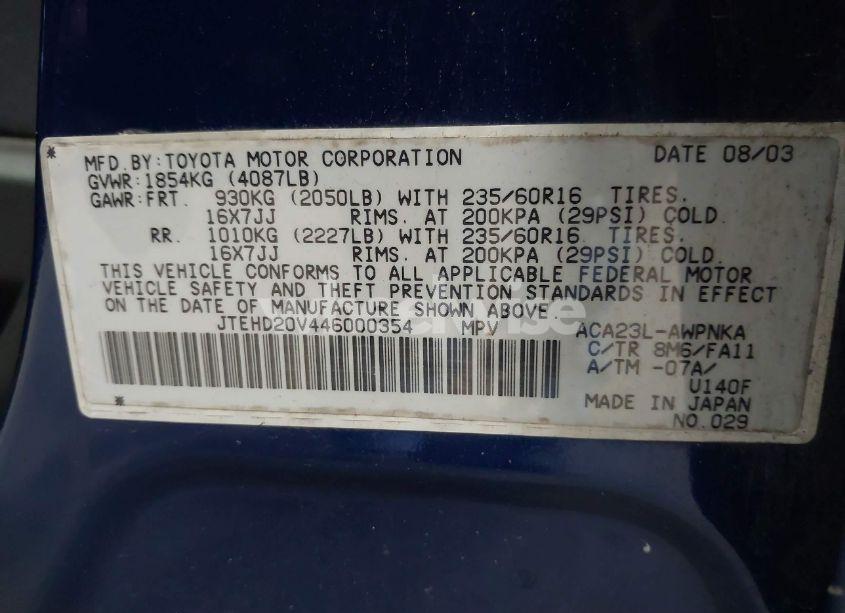 MFD.BY:TOYOTA MOTOR CORPORATION DATE 08/03
GVWR:1854KG (4087LB)
GAWR:FRT. 930KG (2050LB) WITH 235/60R16 TIRES.
16X7JJ RIMS. AT 200KPA (29PSI) COLD.
RR. 1010KG (2227LB) WITH 235/60R16 TIRES.
16X7JJ RIMS. AT 200KPA (29PSI) COLD.
THIS VEHICLE CONFORMS TO ALL APPLICABLE FEDERAL MOTOR
VEHICLE SAFETY AND THEFT PREVENTION STANDARDS IN EFFECT
ON THE DATE OF MANUFACTURE SHOWN ABOVE.
JTEHD20V446000354 MPV ACA23L-AWPNKA
C/TR 8M6/FA11
A/TM -07A/
U140F
MADE IN JAPAN
NO.029